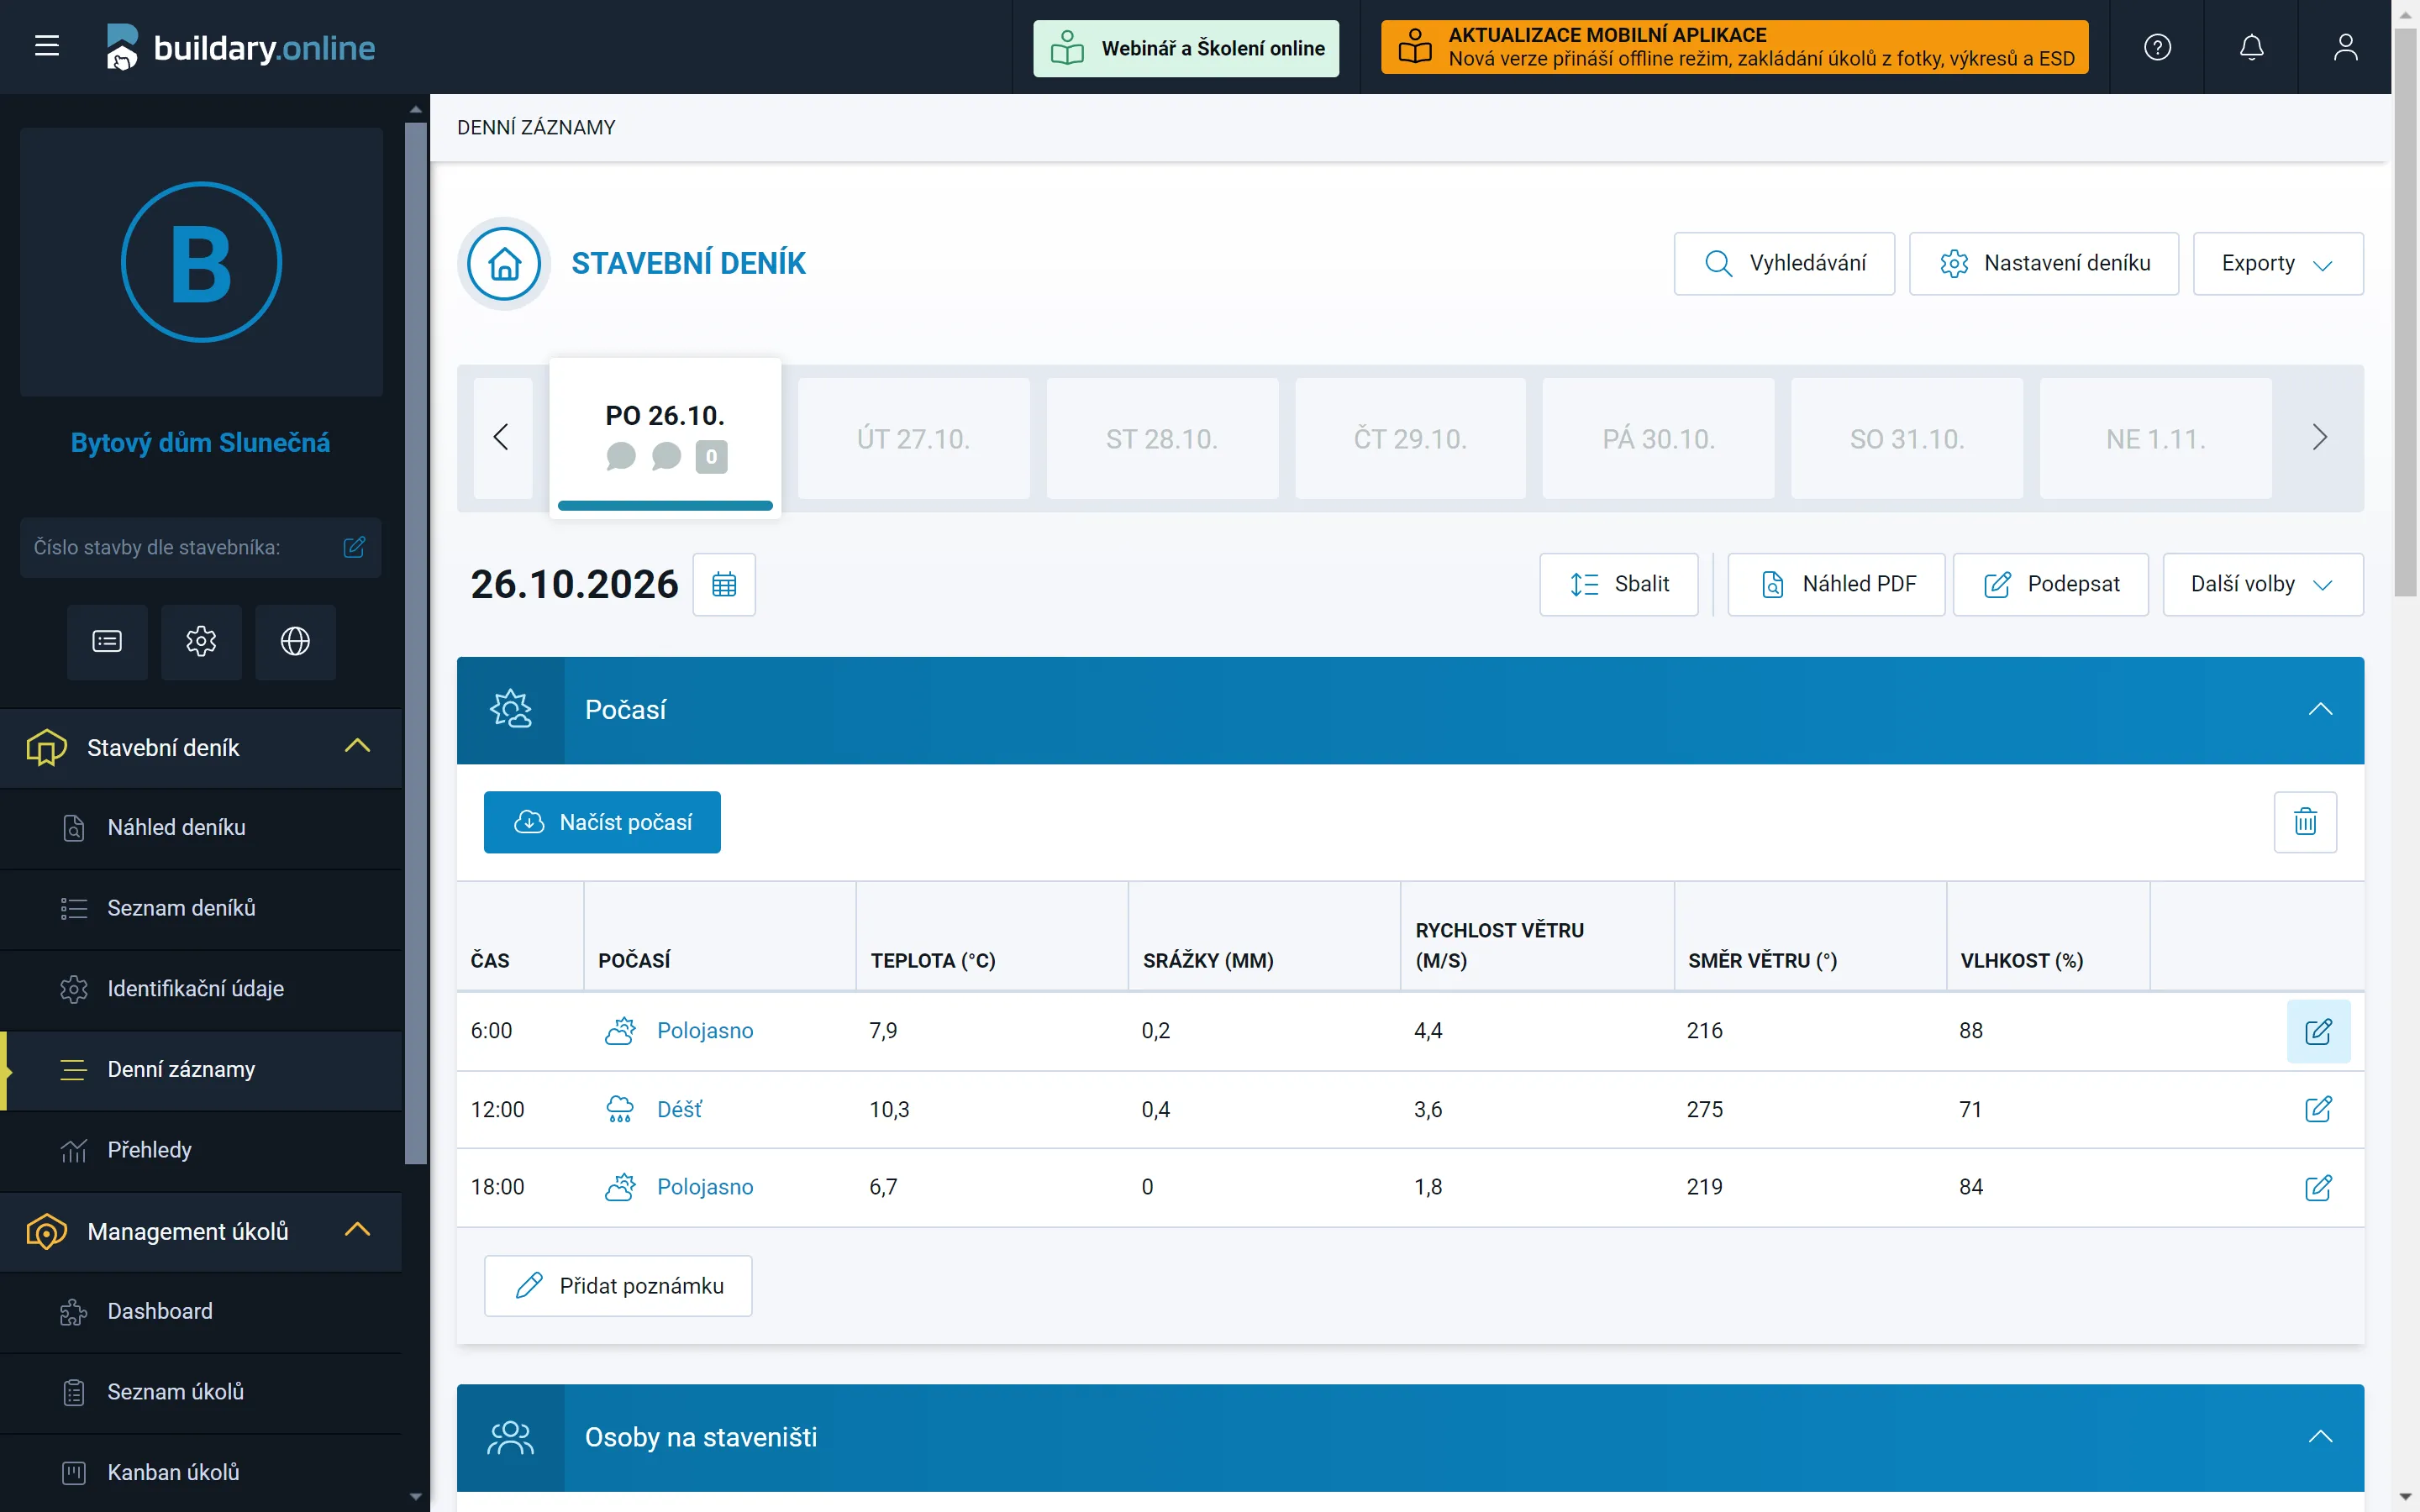 buildary.online
Webinář a Školení online
AKTUALIZACE MOBILNÍ APLIKACE
Nová verze přináší offline režim, zakládání úkolů z fotky, výkresů a ESD
B
Bytový dům Slunečná
Číslo stavby dle stavebníka:
Stavební deník
Náhled deníku
Seznam deníků
Identifikační údaje
Denní záznamy
Přehledy
Management úkolů
Dashboard
Seznam úkolů
Kanban úkolů
DENNÍ ZÁZNAMY
STAVEBNÍ DENÍK
Vyhledávání
Nastavení deníku
Exporty
PO 26.10.
0
ÚT 27.10.
ST 28.10.
ČT 29.10.
PÁ 30.10.
SO 31.10.
NE 1.11.
26.10.2026
Sbalit
Náhled PDF
Podepsat
Další volby
Počasí
Načíst počasí
ČAS POČASÍ TEPLOTA (°C) SRÁŽKY (MM) RYCHLOST VĚTRU (M/S) SMĚR VĚTRU (°) VLHKOST (%)
6:00 Polojasno 7,9 0,2 4,4 216 88
12:00 Déšť 10,3 0,4 3,6 275 71
18:00 Polojasno 6,7 0 1,8 219 84
Přidat poznámku
Osoby na staveništi